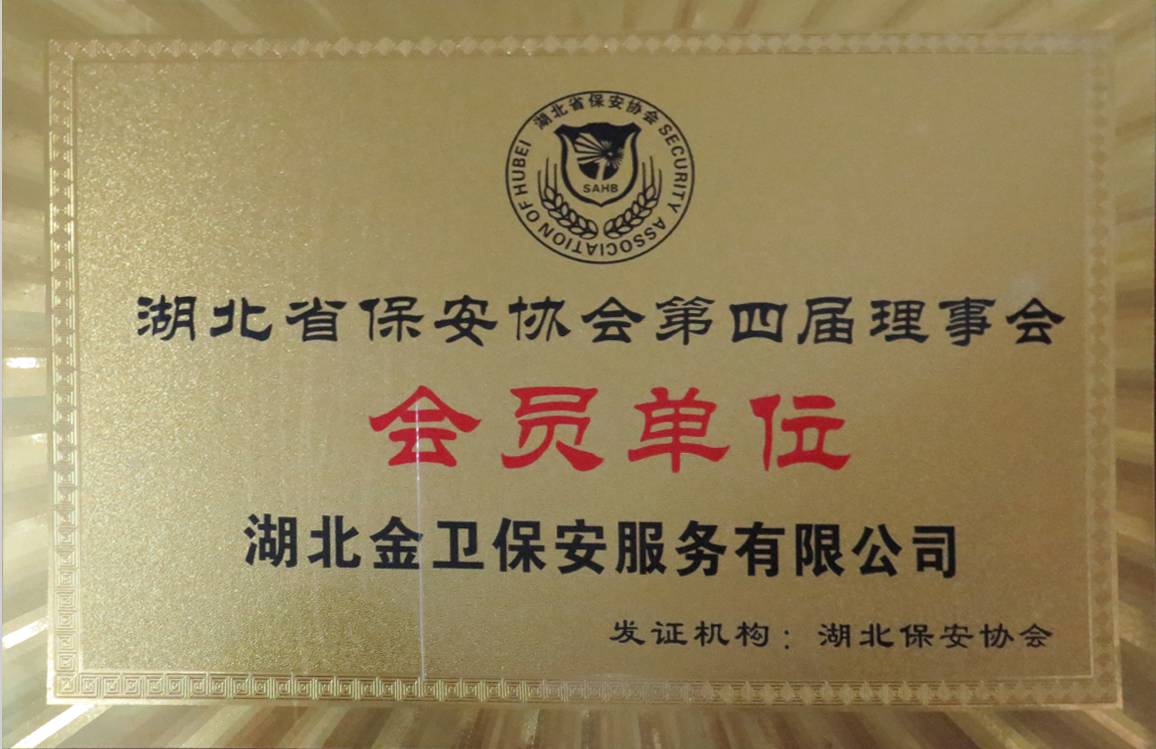 湖北省保安协会 SECURITY ASSOCIATION OF HUBEI
SAHB
湖北省保安协会第四届理事会
会员单位
湖北金卫保安服务有限公司
发证机构：湖北保安协会